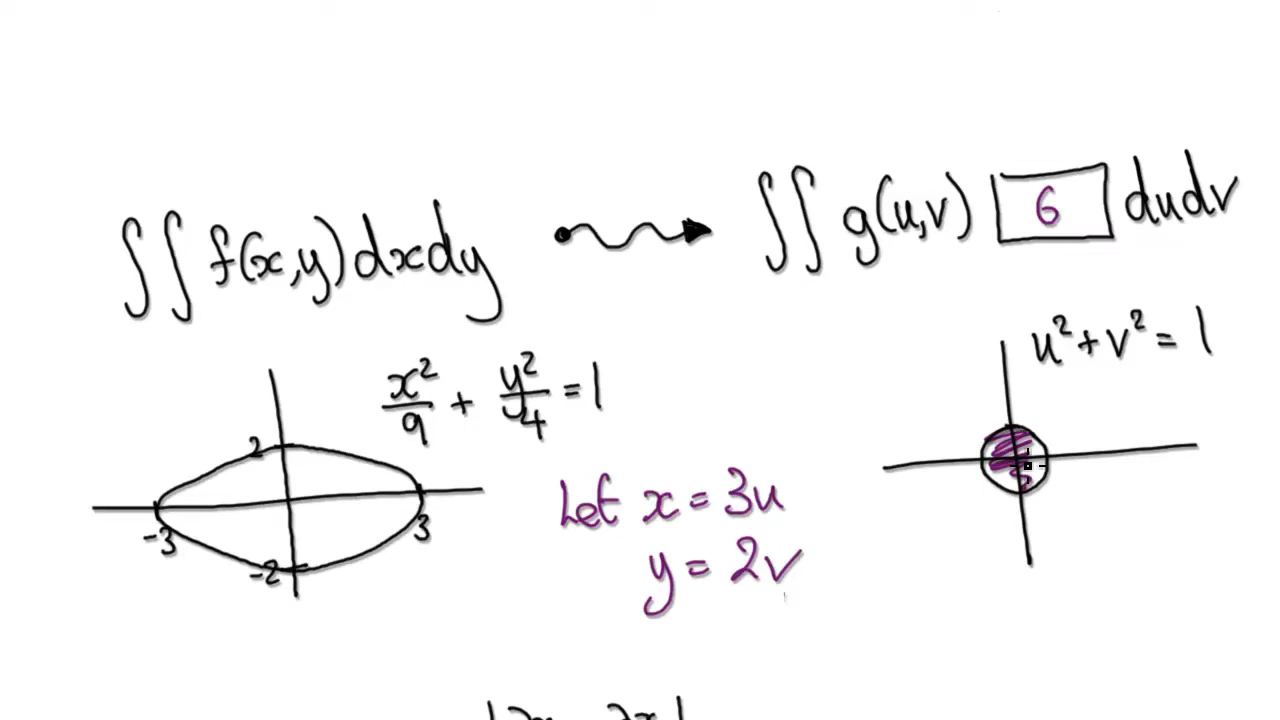 ∫∫ f(x,y) dxdy ∫∫ g(u,v) 6 dudv
x²/9 + y²/4 = 1
u² + v² = 1
2
-3
3
-2
Let x = 3u
y = 2v